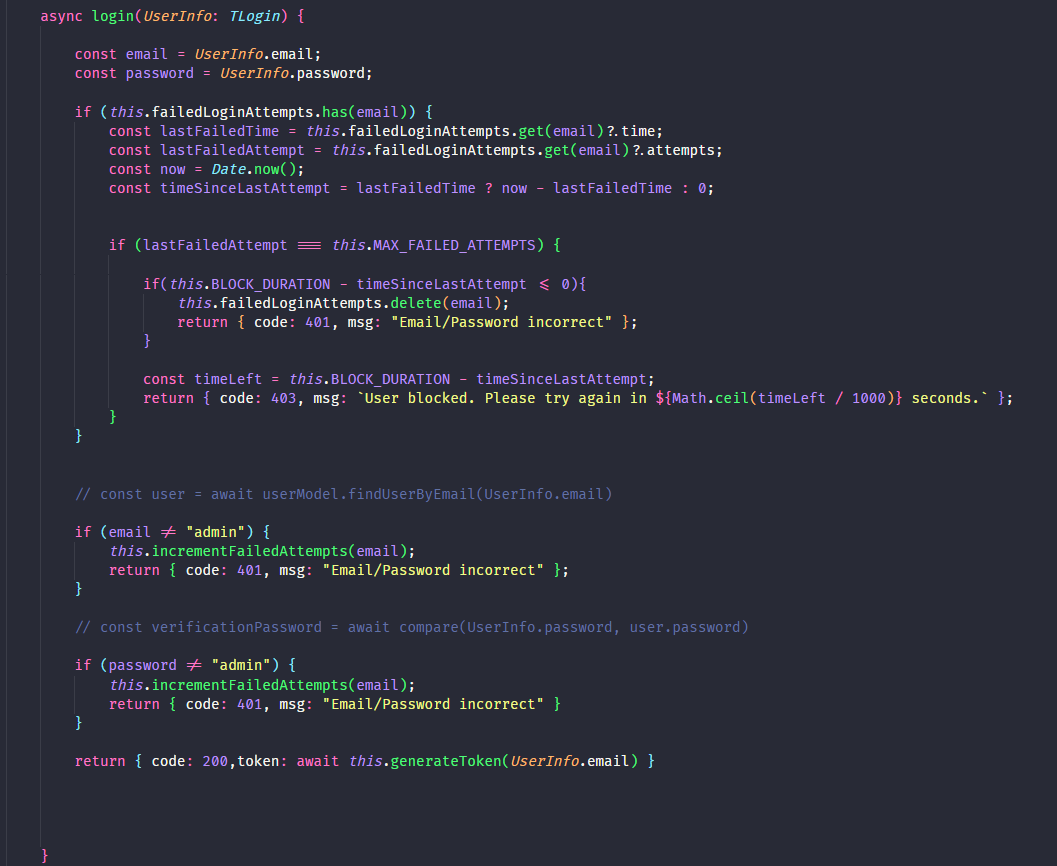 async login(UserInfo: TLogin) {
const email = UserInfo.email;
const password = UserInfo.password;
if (this.failedLoginAttempts.has(email)) {
const lastFailedTime = this.failedLoginAttempts.get(email)?.time;
const lastFailedAttempt = this.failedLoginAttempts.get(email)?.attempts;
const now = Date.now();
const timeSinceLastAttempt = lastFailedTime ? now - lastFailedTime : 0;
if (lastFailedAttempt === this.MAX_FAILED_ATTEMPTS) {
if(this.BLOCK_DURATION - timeSinceLastAttempt <= 0){
this.failedLoginAttempts.delete(email);
return { code: 401, msg: "Email/Password incorrect" };
}
const timeLeft = this.BLOCK_DURATION - timeSinceLastAttempt;
return { code: 403, msg: `User blocked. Please try again in ${Math.ceil(timeLeft / 1000)} seconds.` };
}
}
// const user = await userModel.findUserByEmail(UserInfo.email)
if (email != "admin") {
this.incrementFailedAttempts(email);
return { code: 401, msg: "Email/Password incorrect" };
}
// const verificationPassword = await compare(UserInfo.password, user.password)
if (password != "admin") {
this.incrementFailedAttempts(email);
return { code: 401, msg: "Email/Password incorrect" }
}
return { code: 200,token: await this.generateToken(UserInfo.email) }
}